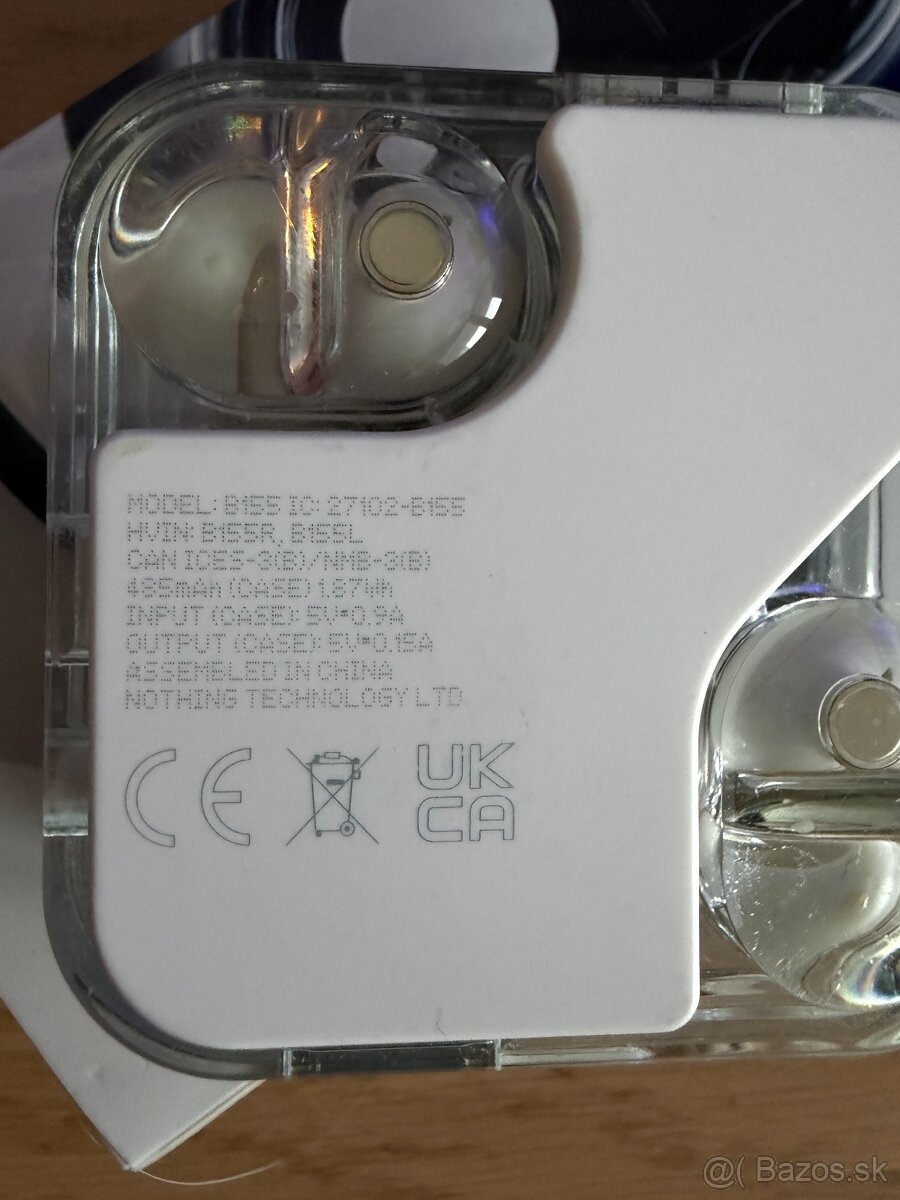 MODEL: B155 IC: 27102-B155
HVIN: B155R, B155L
CAN ICES-3(B)/NMB-3(B)
485mAh (CASE) 1.87Wh
INPUT (CASE): 5V⎓0.9A
OUTPUT (CASE): 5V⎓0.15A
ASSEMBLED IN CHINA
NOTHING TECHNOLOGY LTD
CE
UK
CA
@( Bazos.sk